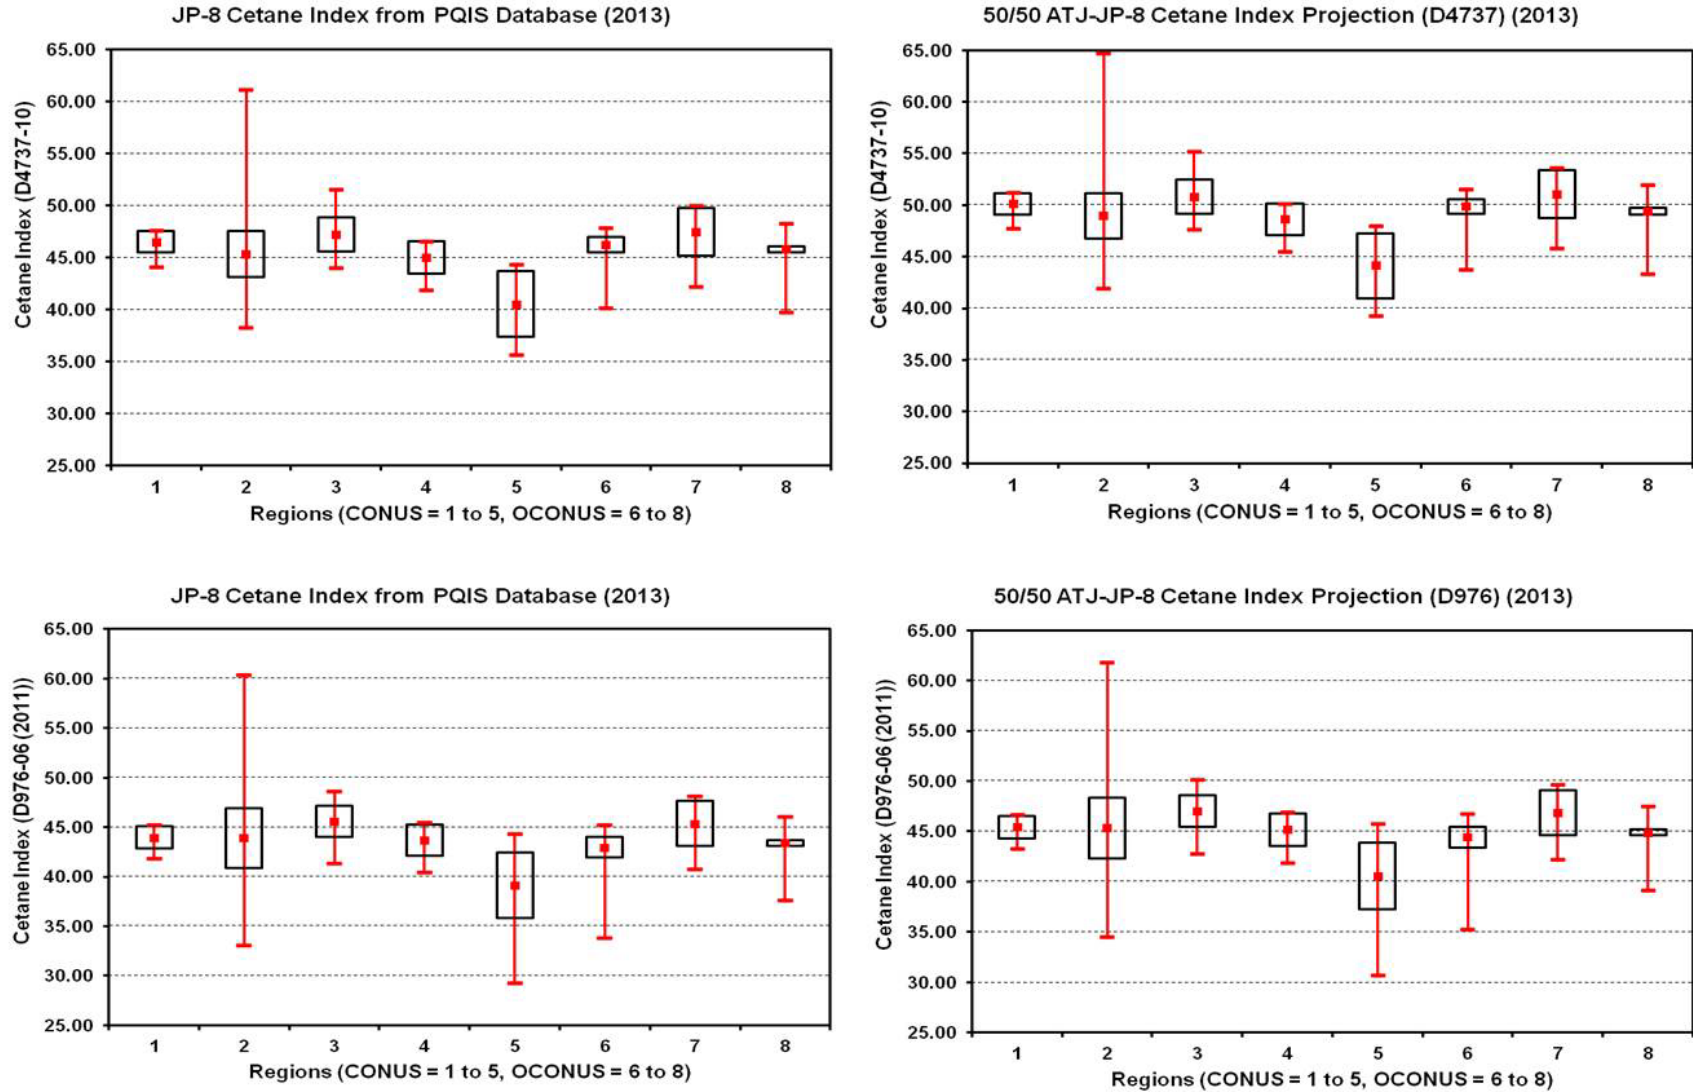 JP-8 Cetane Index from PQIS Database (2013)
Cetane Index (D4737-10)
65.00
60.00
55.00
50.00
45.00
40.00
35.00
30.00
25.00
1 2 3 4 5 6 7 8
Regions (CONUS = 1 to 5, OCONUS = 6 to 8)
50/50 ATJ-JP-8 Cetane Index Projection (D4737) (2013)
Cetane Index (D4737-10)
65.00
60.00
55.00
50.00
45.00
40.00
35.00
30.00
25.00
1 2 3 4 5 6 7 8
Regions (CONUS = 1 to 5, OCONUS = 6 to 8)
JP-8 Cetane Index from PQIS Database (2013)
Cetane Index (D976-06 (2011))
65.00
60.00
55.00
50.00
45.00
40.00
35.00
30.00
25.00
1 2 3 4 5 6 7 8
Regions (CONUS = 1 to 5, OCONUS = 6 to 8)
50/50 ATJ-JP-8 Cetane Index Projection (D976) (2013)
Cetane Index (D976-06 (2011))
65.00
60.00
55.00
50.00
45.00
40.00
35.00
30.00
25.00
1 2 3 4 5 6 7 8
Regions (CONUS = 1 to 5, OCONUS = 6 to 8)